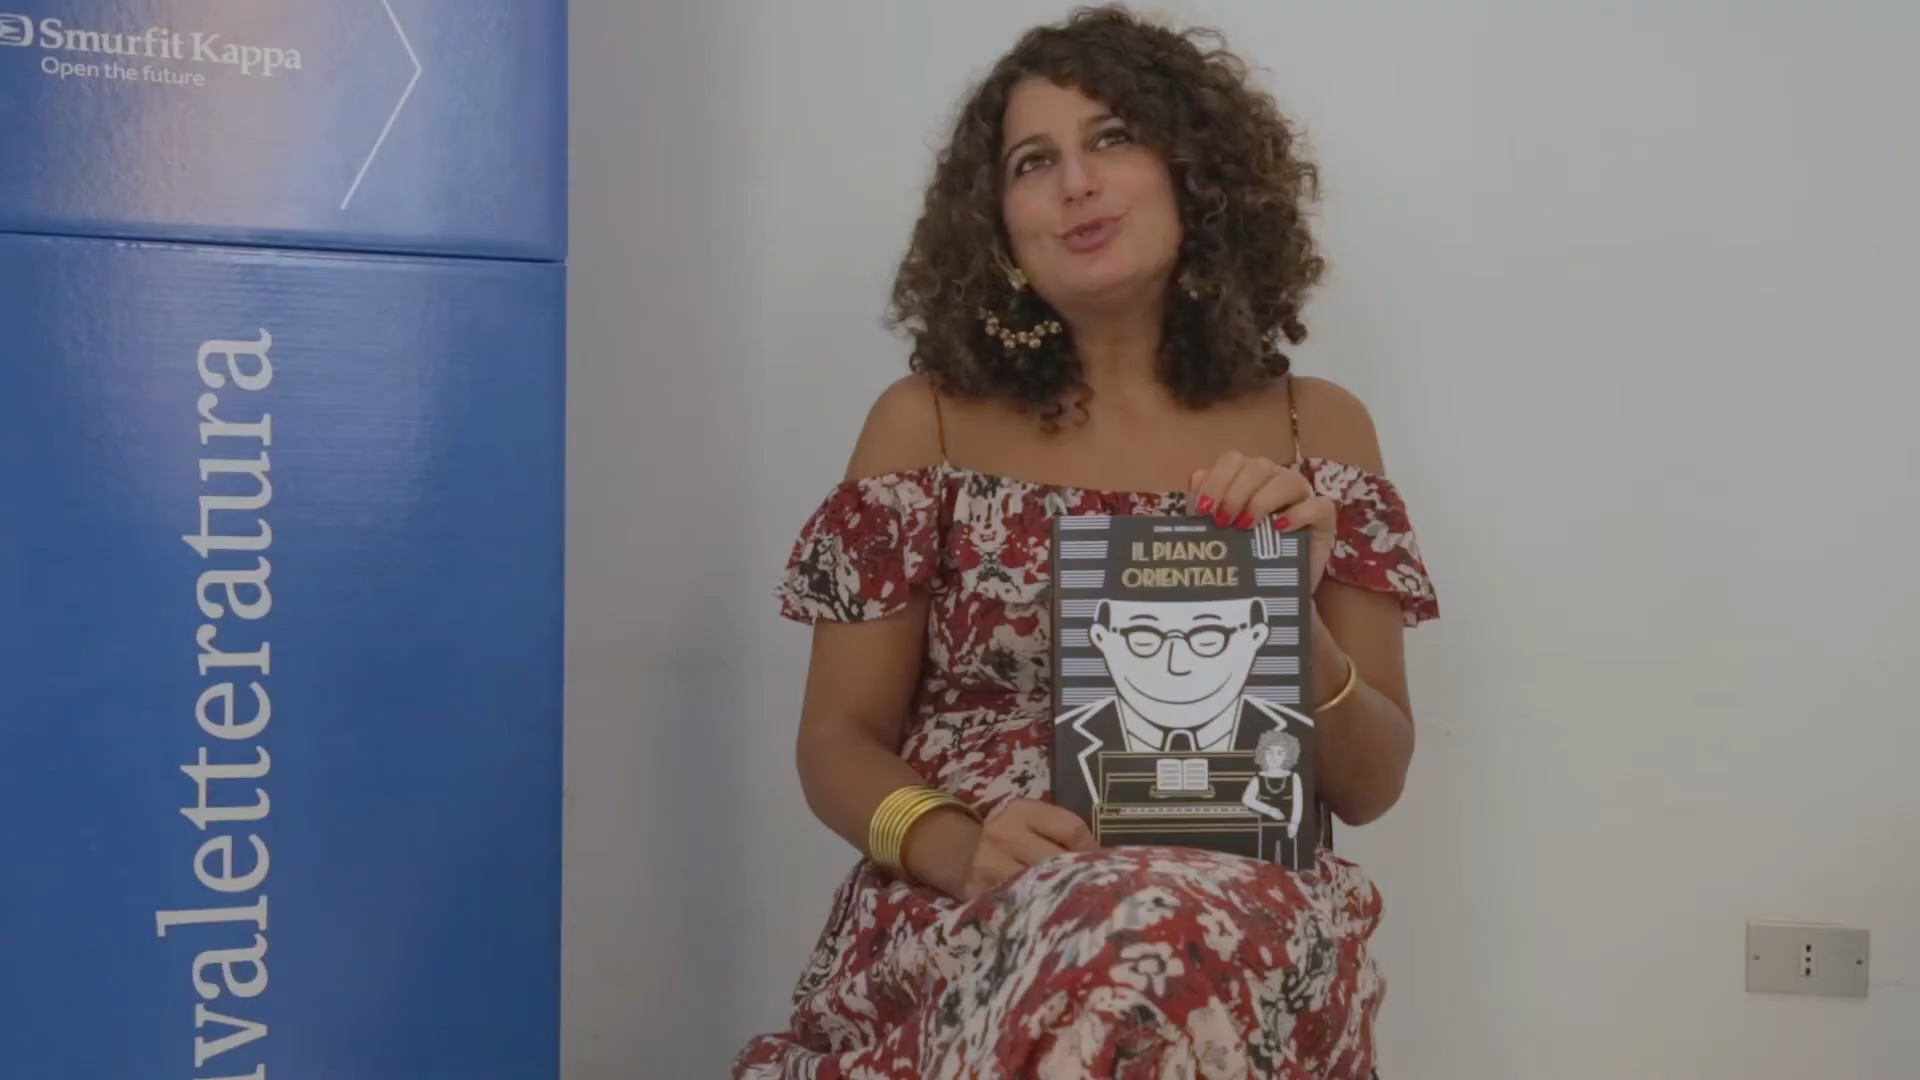 Smurfit Kappa
Open the future
valetteratura
IL PIANO
ORIENTALE